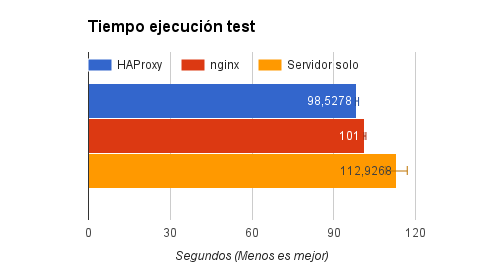 Tiempo ejecución test
HAProxy nginx Servidor solo
98,5278
101
112,9268
0 30 60 90 120
Segundos (Menos es mejor)